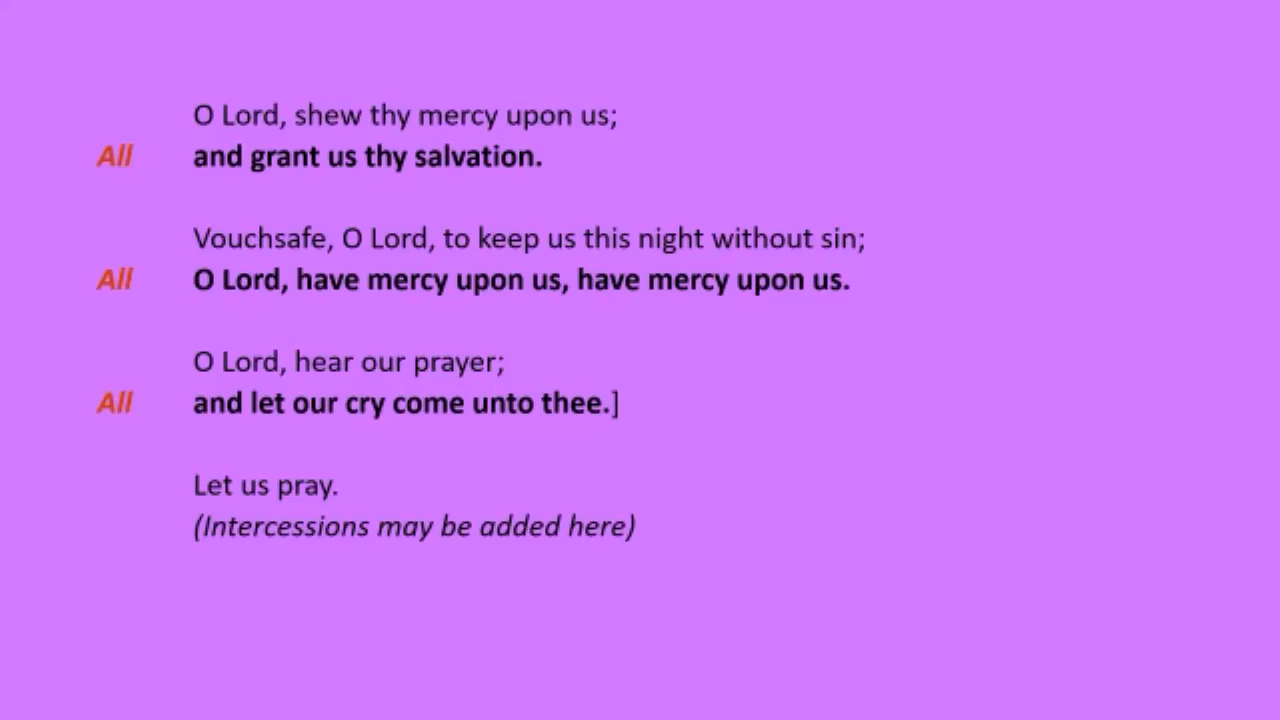 O Lord, shew thy mercy upon us;
All and grant us thy salvation.
Vouchsafe, O Lord, to keep us this night without sin;
All O Lord, have mercy upon us, have mercy upon us.
O Lord, hear our prayer;
All and let our cry come unto thee.]
Let us pray.
(Intercessions may be added here)